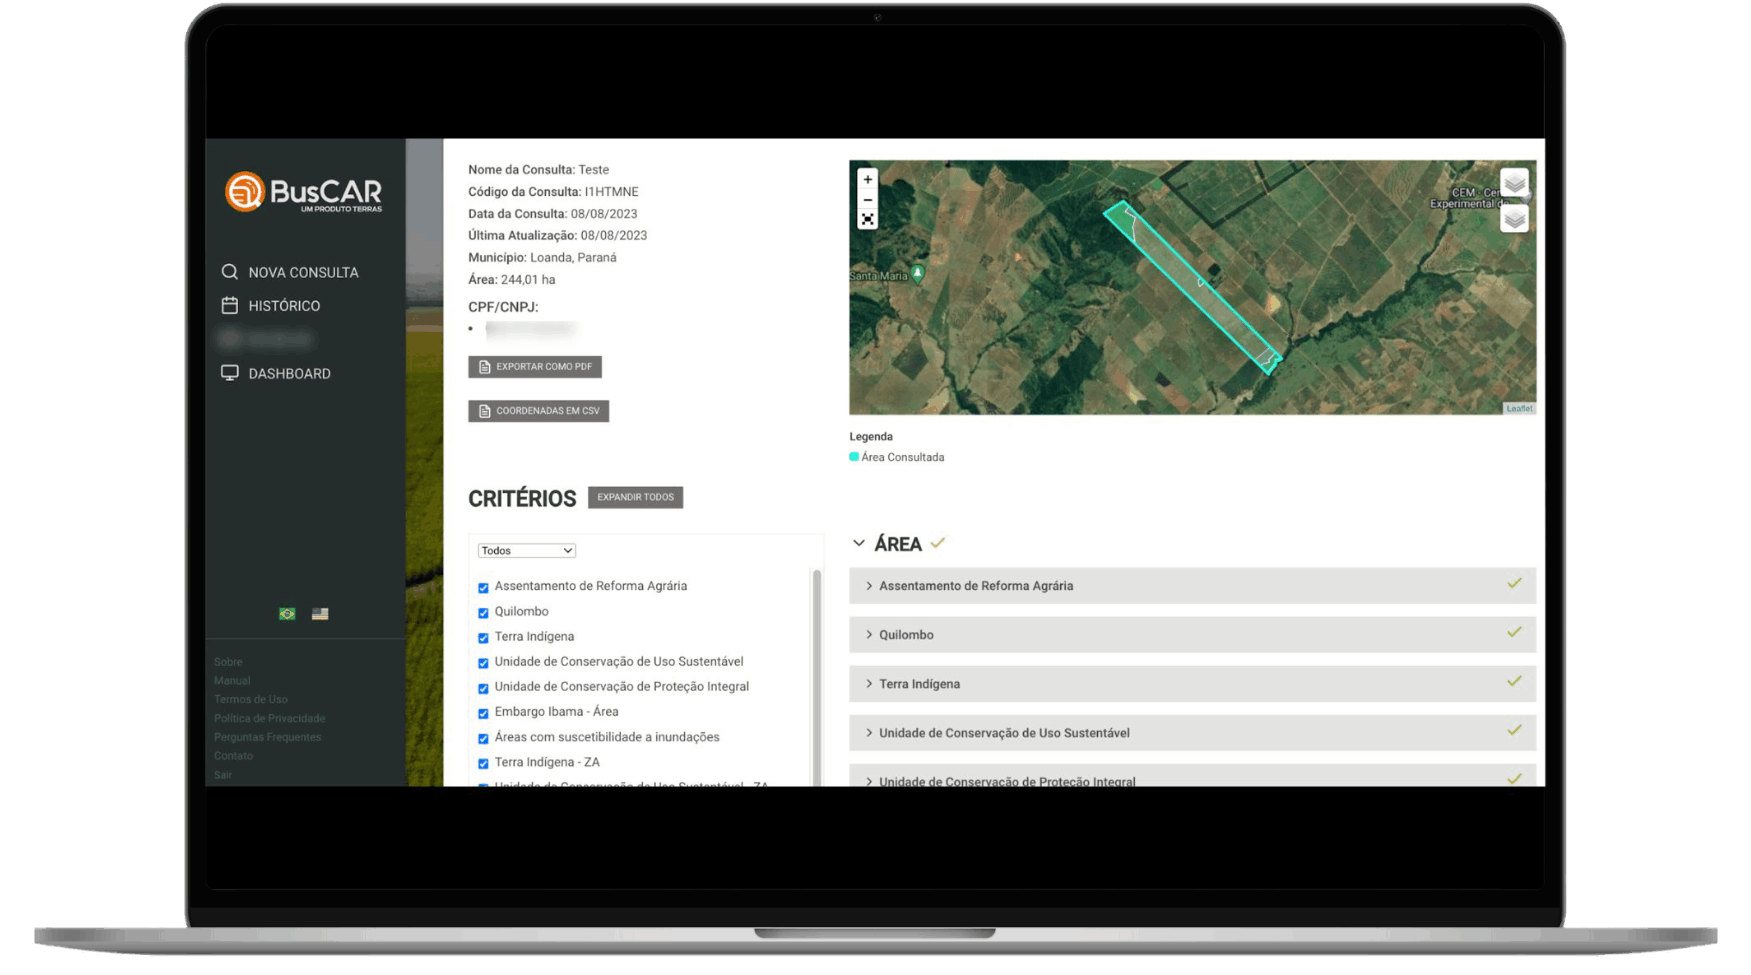 BusCAR
UM PRODUTO TERRAS
NOVA CONSULTA
HISTÓRICO
DASHBOARD
Sobre
Manual
Termos de Uso
Política de Privacidade
Perguntas Frequentes
Contato
Sair
Nome da Consulta: Teste
Código da Consulta: I1HTMNE
Data da Consulta: 08/08/2023
Última Atualização: 08/08/2023
Município: Loanda, Paraná
Área: 244,01 ha
CPF/CNPJ:
EXPORTAR COMO PDF
COORDENADAS EM CSV
+
−
CEM - Cen
Experimental de
Santa Maria
Leaflet
Legenda
Área Consultada
CRITÉRIOS
EXPANDIR TODOS
Todos
Assentamento de Reforma Agrária
Quilombo
Terra Indígena
Unidade de Conservação de Uso Sustentável
Unidade de Conservação de Proteção Integral
Embargo Ibama - Área
Áreas com suscetibilidade a inundações
Terra Indígena - ZA
Unidade de Conservação de Uso Sustentável - ZA
ÁREA
Assentamento de Reforma Agrária
Quilombo
Terra Indígena
Unidade de Conservação de Uso Sustentável
Unidade de Conservação de Proteção Integral